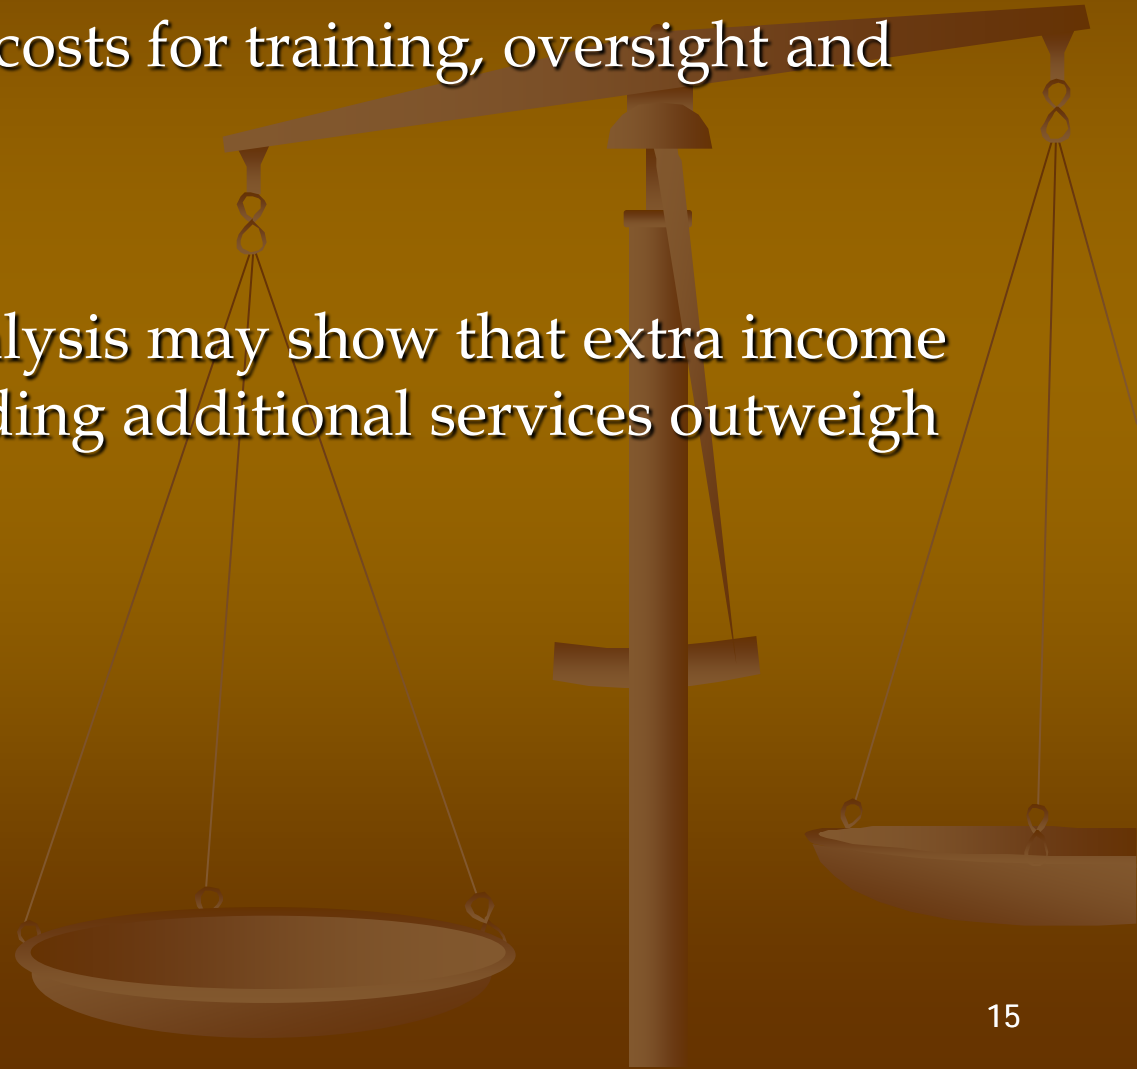 costs for training, oversight and
lysis may show that extra income
ding additional services outweigh
15